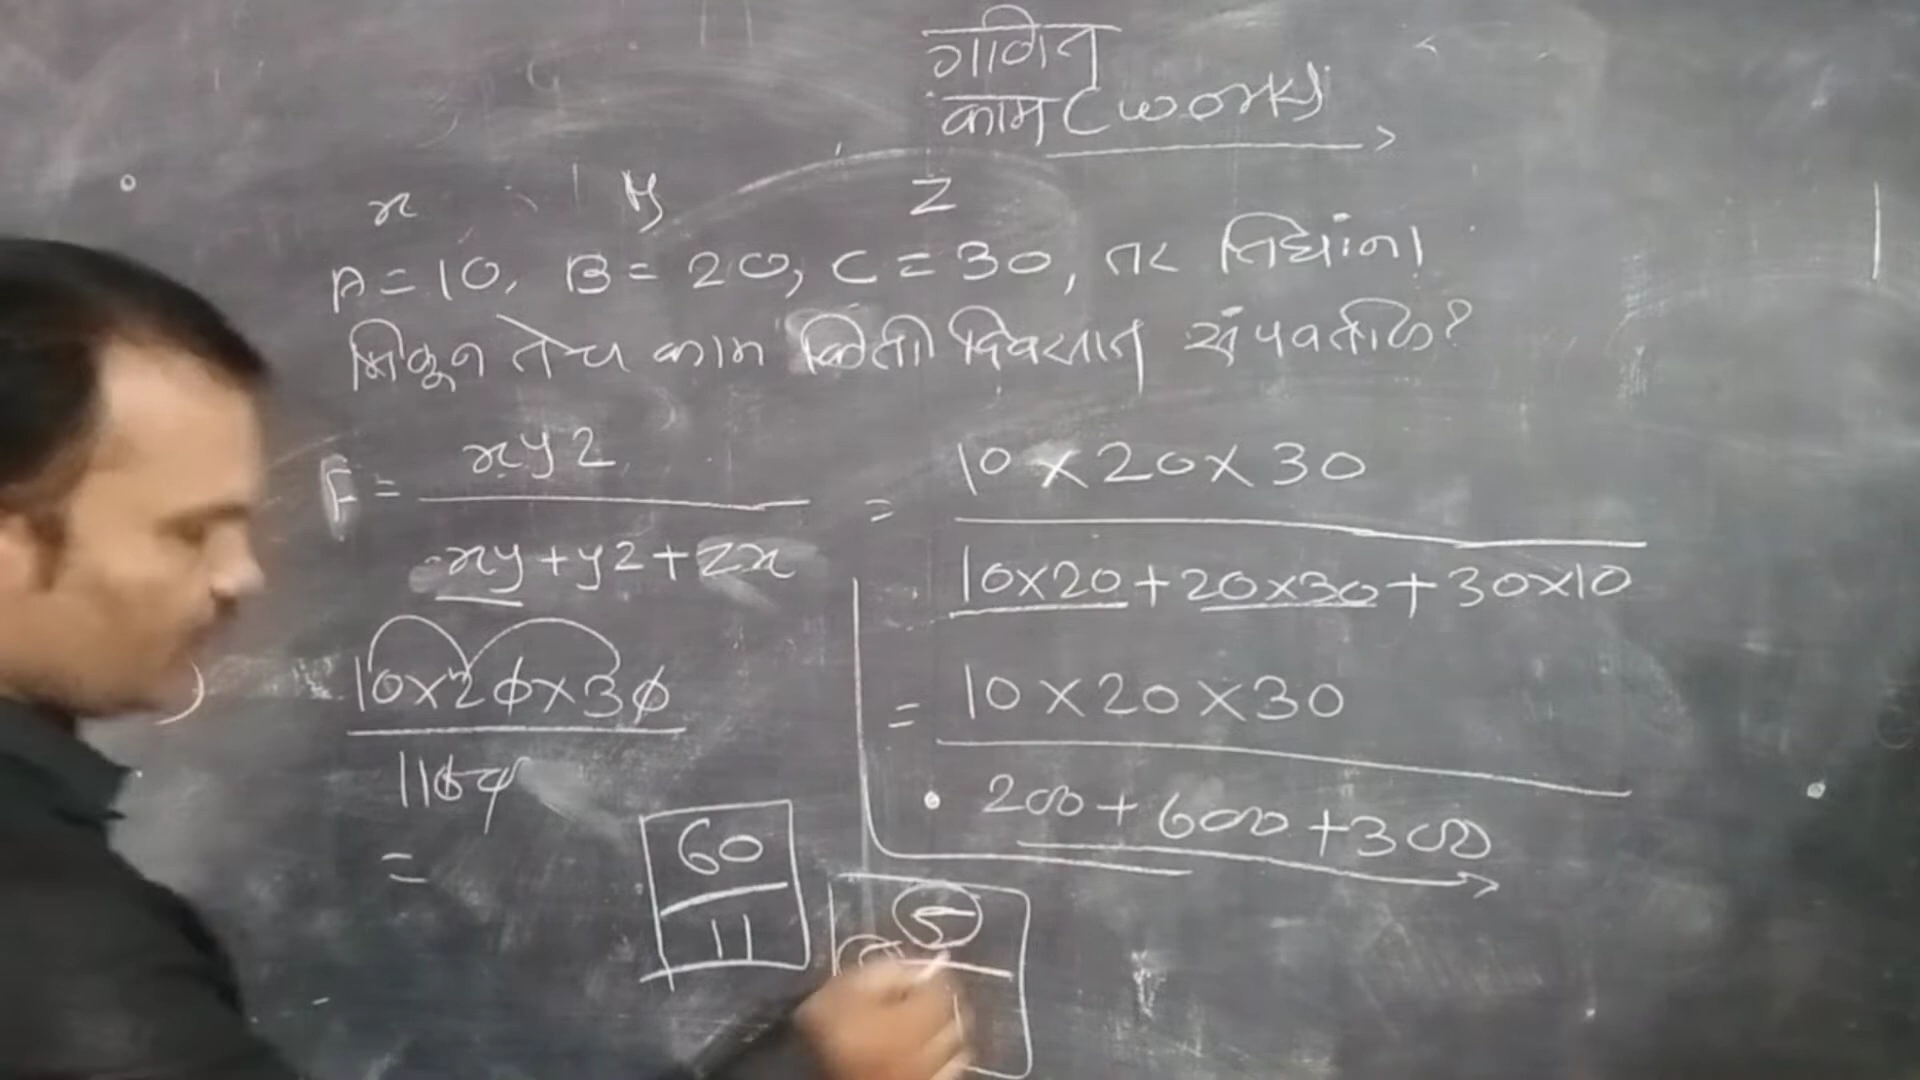 गणित
काम (work)
x y z
A = 10, B = 20, C = 30, तर तिघांना
मिळून तेच काम किती दिवसात संपवतील?
F = xyz / xy + yz + zx = 10 × 20 × 30 / 10×20 + 20×30 + 30×10
10×20×30 / 1100
= 10 × 20 × 30 / 200 + 600 + 300
= 60 / 11
5